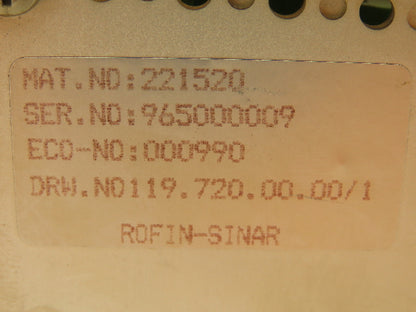 MAT.NO:221520
SER.NO:965000009
ECO-NO:000990
DRW.NO119.720.00.00/1
ROFIN-SINAR